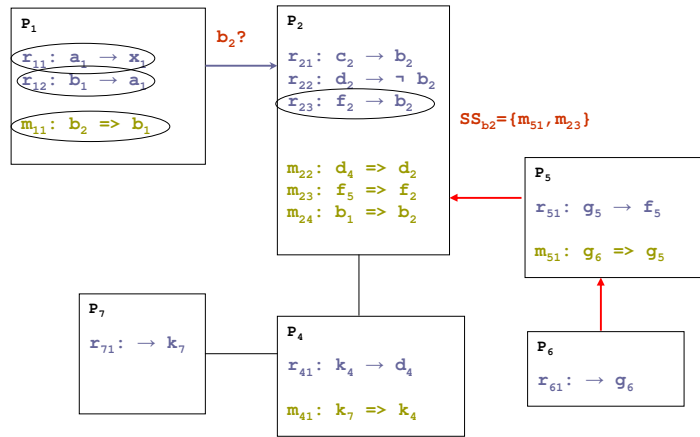 P₁
r₁₁: a₁ → x₁
r₁₂: b₁ → a₁
m₁₁: b₂ => b₁
b₂?
P₂
r₂₁: c₂ → b₂
r₂₂: d₂ → ¬ b₂
r₂₃: f₂ → b₂
m₂₂: d₄ => d₂
m₂₃: f₅ => f₂
m₂₄: b₁ => b₂
SS_b2={m₅₁,m₂₃}
P₅
r₅₁: g₅ → f₅
m₅₁: g₆ => g₅
P₇
r₇₁: → k₇
P₄
r₄₁: k₄ → d₄
m₄₁: k₇ => k₄
P₆
r₆₁: → g₆